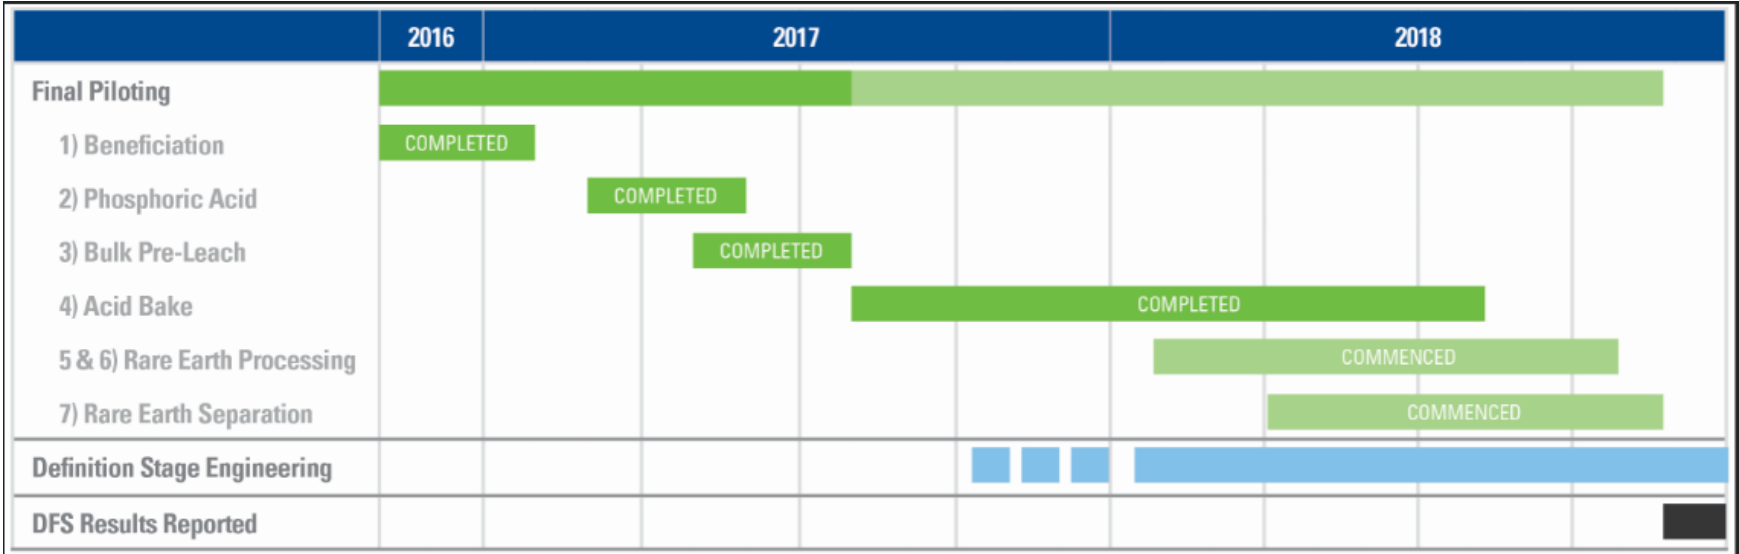 2016 2017 2018
Final Piloting
1) Beneficiation COMPLETED
2) Phosphoric Acid COMPLETED
3) Bulk Pre-Leach COMPLETED
4) Acid Bake COMPLETED
5 & 6) Rare Earth Processing COMMENCED
7) Rare Earth Separation COMMENCED
Definition Stage Engineering
DFS Results Reported